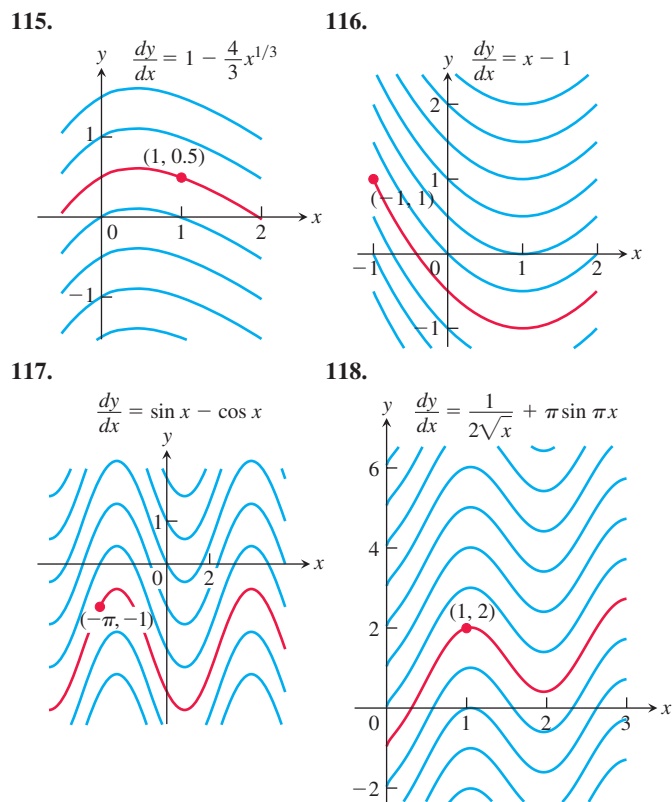 115.
dy/dx = 1 − 4/3 x^{1/3}
y
1
(1, 0.5)
0
1
2
x
−1
116.
dy/dx = x − 1
y
2
1
(−1, 1)
−1
0
1
2
x
−1
117.
dy/dx = sin x − cos x
y
1
0
2
x
(−π, −1)
118.
dy/dx = 1/(2√x) + π sin πx
y
6
4
(1, 2)
2
0
1
2
3
x
−2